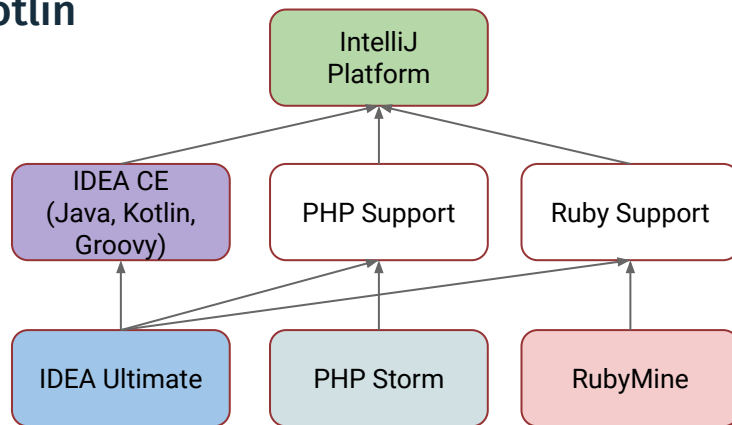 otlin
IntelliJ
Platform
IDEA CE
(Java, Kotlin,
Groovy)
PHP Support
Ruby Support
IDEA Ultimate
PHP Storm
RubyMine